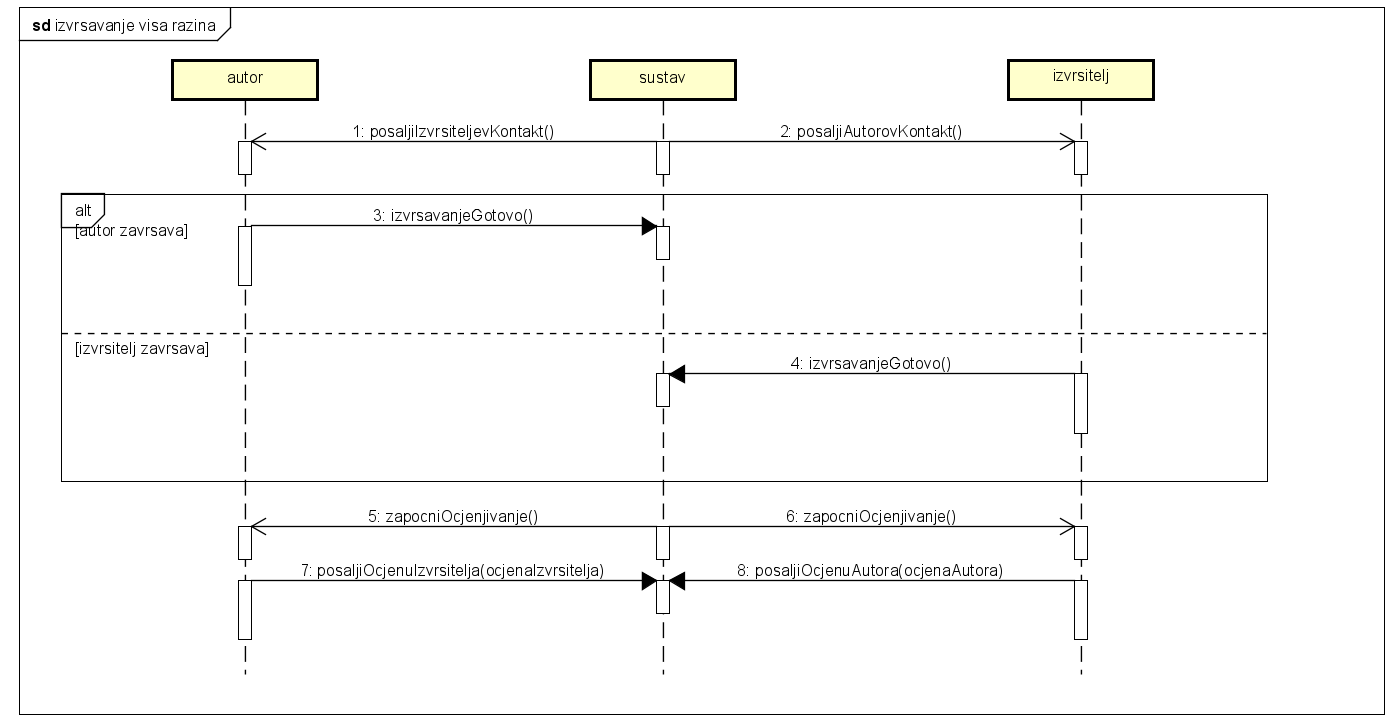 sd izvrsavanje visa razina
autor
sustav
izvrsitelj
1: posaljiIzvrsiteljevKontakt()
2: posaljiAutorovKontakt()
alt
[autor zavrsava]
3: izvrsavanjeGotovo()
[izvrsitelj zavrsava]
4: izvrsavanjeGotovo()
5: zapocniOcjenjivanje()
6: zapocniOcjenjivanje()
7: posaljiOcjenuIzvrsitelja(ocjenaIzvrsitelja)
8: posaljiOcjenuAutora(ocjenaAutora)